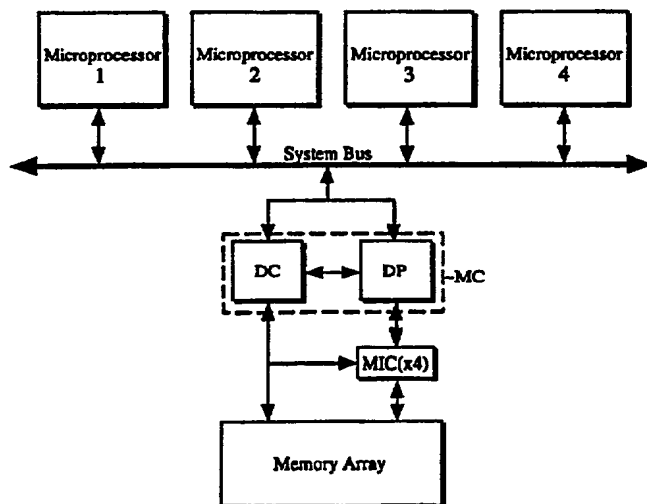 Microprocessor
1
Microprocessor
2
Microprocessor
3
Microprocessor
4
System Bus
DC
DP
MC
MIC(x4)
Memory Array